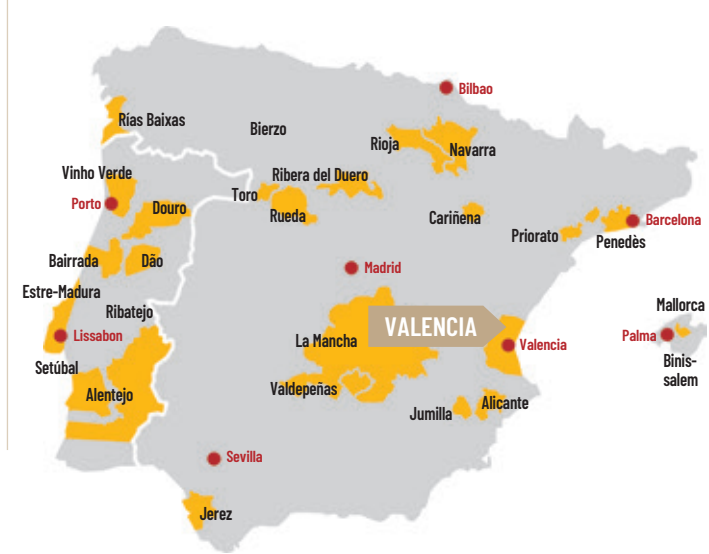 Bilbao
Rías Baixas
Bierzo
Rioja
Navarra
Vinho Verde
Ribera del Duero
Toro
Porto
Douro
Rueda
Cariñena
Barcelona
Priorato
Penedès
Bairrada
Dão
Madrid
Estre-Madura
Ribatejo
Mallorca
VALENCIA
Lissabon
La Mancha
Valencia
Palma
Binis-
salem
Setúbal
Valdepeñas
Alentejo
Jumilla
Alicante
Sevilla
Jerez